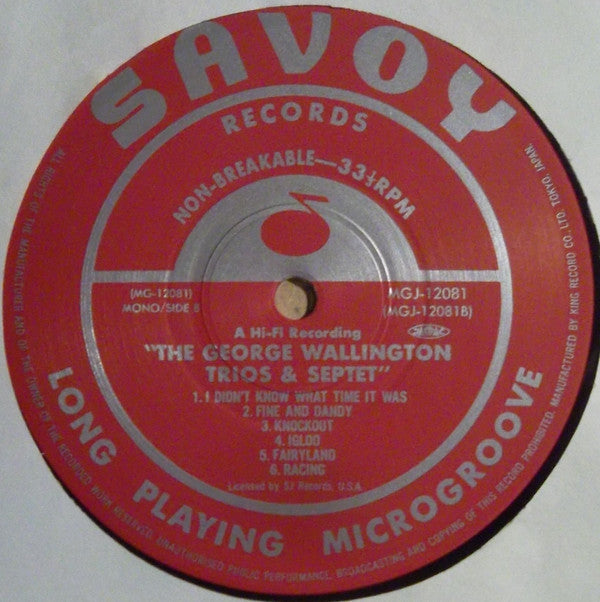 SAVOY
RECORDS
NON-BREAKABLE—33⅓RPM
(MG-12081)
MONO/SIDE B
MGJ-12081
(MGJ-12081B)
A Hi-Fi Recording
"THE GEORGE WALLINGTON
TRIOS & SEPTET"
1. I DIDN'T KNOW WHAT TIME IT WAS
2. FINE AND DANDY
3. KNOCKOUT
4. IGLOO
5. FAIRYLAND
6. RACING
Licensed by SJ Records, U.S.A.
LONG PLAYING MICROGROOVE
ALL RIGHTS OF THE MANUFACTURER AND OF THE OWNER OF THE RECORDED WORK RESERVED. UNAUTHORISED PUBLIC PERFORMANCE, BROADCASTING AND COPYING OF THIS RECORD PROHIBITED. MANUFACTURED BY KING RECORD CO., LTD. TOKYO, JAPAN.